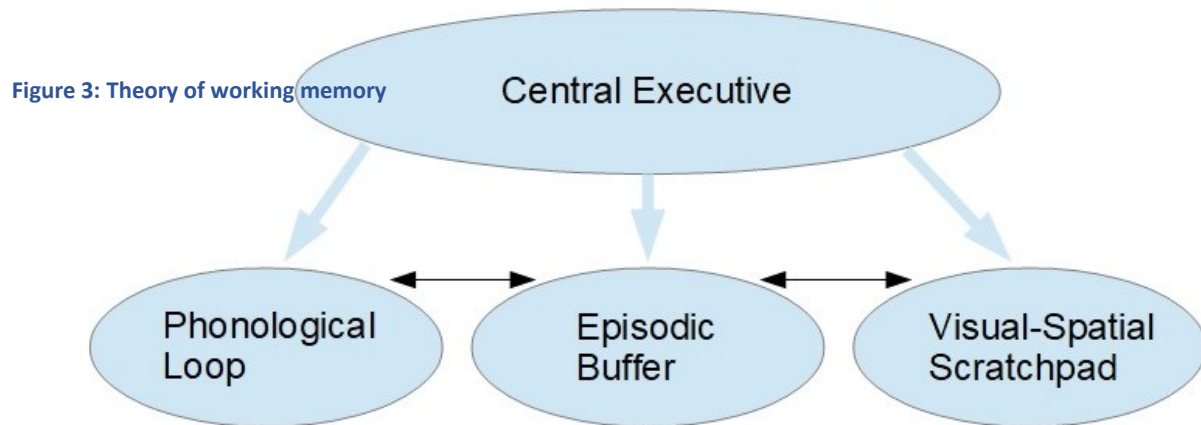 Figure 3: Theory of working memory
Central Executive
Phonological
Loop
Episodic
Buffer
Visual-Spatial
Scratchpad